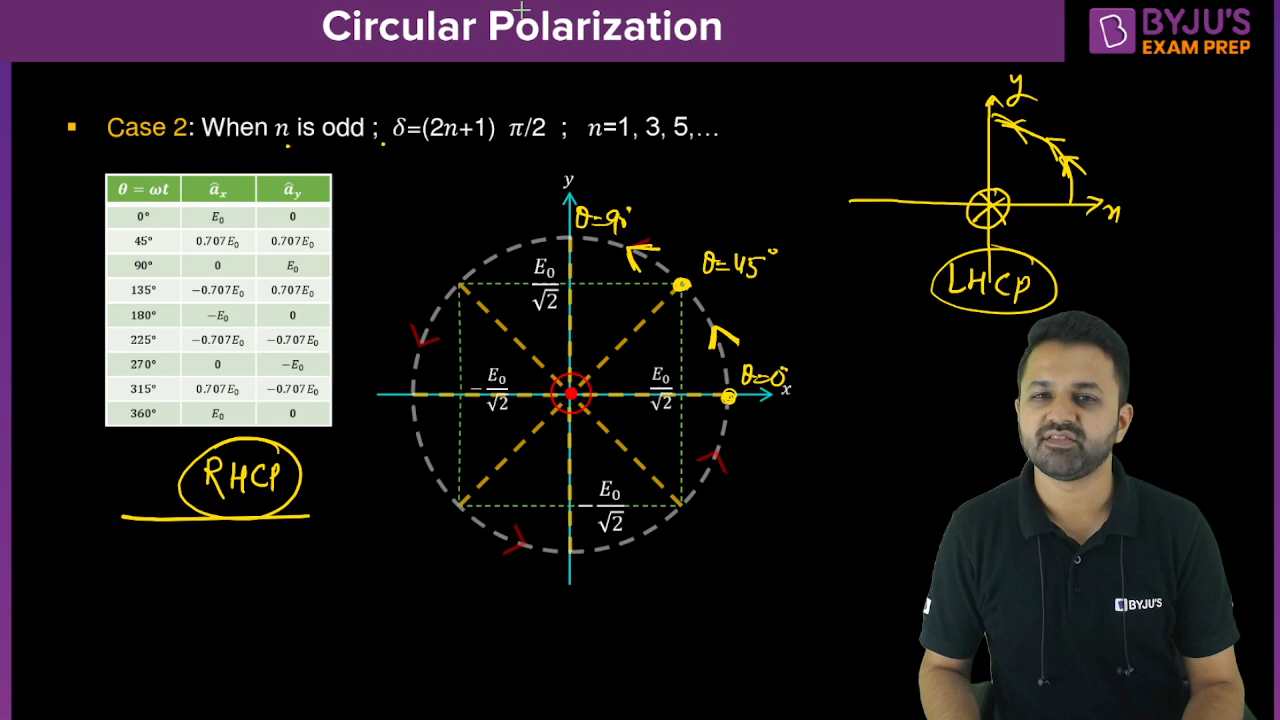 Circular Polarization
BYJU'S
EXAM PREP
▪ Case 2: When n is odd ; δ=(2n+1) π/2 ; n=1, 3, 5,…
θ = ωt | â_x | â_y
0° | E₀ | 0
45° | 0.707E₀ | 0.707E₀
90° | 0 | E₀
135° | −0.707E₀ | 0.707E₀
180° | −E₀ | 0
225° | −0.707E₀ | −0.707E₀
270° | 0 | −E₀
315° | 0.707E₀ | −0.707E₀
360° | E₀ | 0
RHCP
y
θ=90°
θ=45°
E₀/√2
θ=0°
x
−E₀/√2
E₀/√2
−E₀/√2
y
x
LHCP
BYJU'S